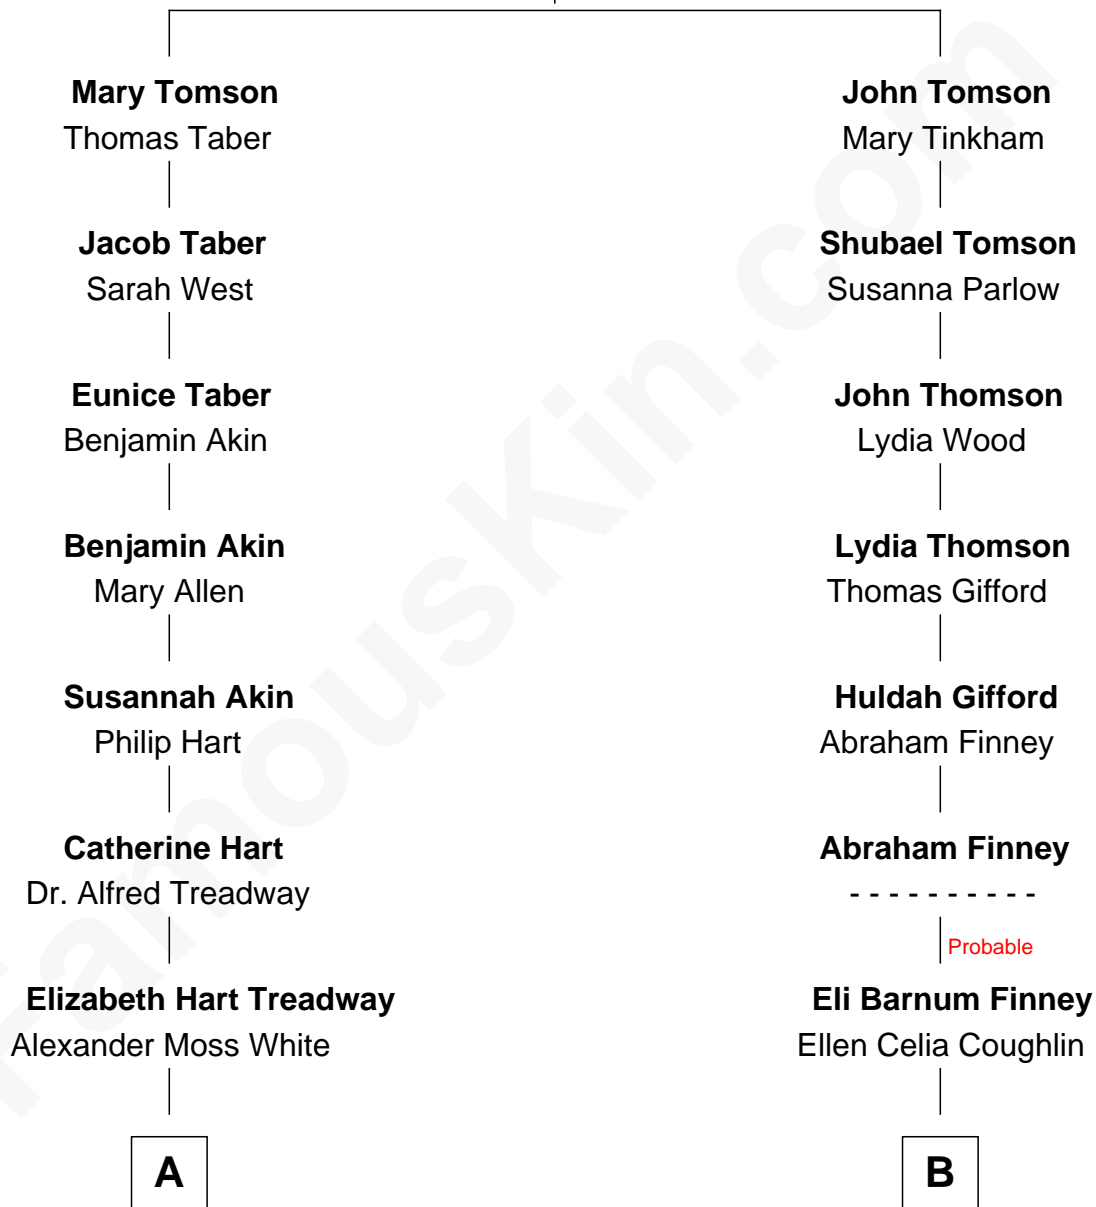 Mary Tomson
Thomas Taber
John Tomson
Mary Tinkham
Jacob Taber
Sarah West
Shubael Tomson
Susanna Parlow
Eunice Taber
Benjamin Akin
John Thomson
Lydia Wood
Benjamin Akin
Mary Allen
Lydia Thomson
Thomas Gifford
Susannah Akin
Philip Hart
Huldah Gifford
Abraham Finney
Catherine Hart
Dr. Alfred Treadway
Abraham Finney
- - - - - - - - - -
Probable
Elizabeth Hart Treadway
Alexander Moss White
Eli Barnum Finney
Ellen Celia Coughlin
A
B
FamousKin.com